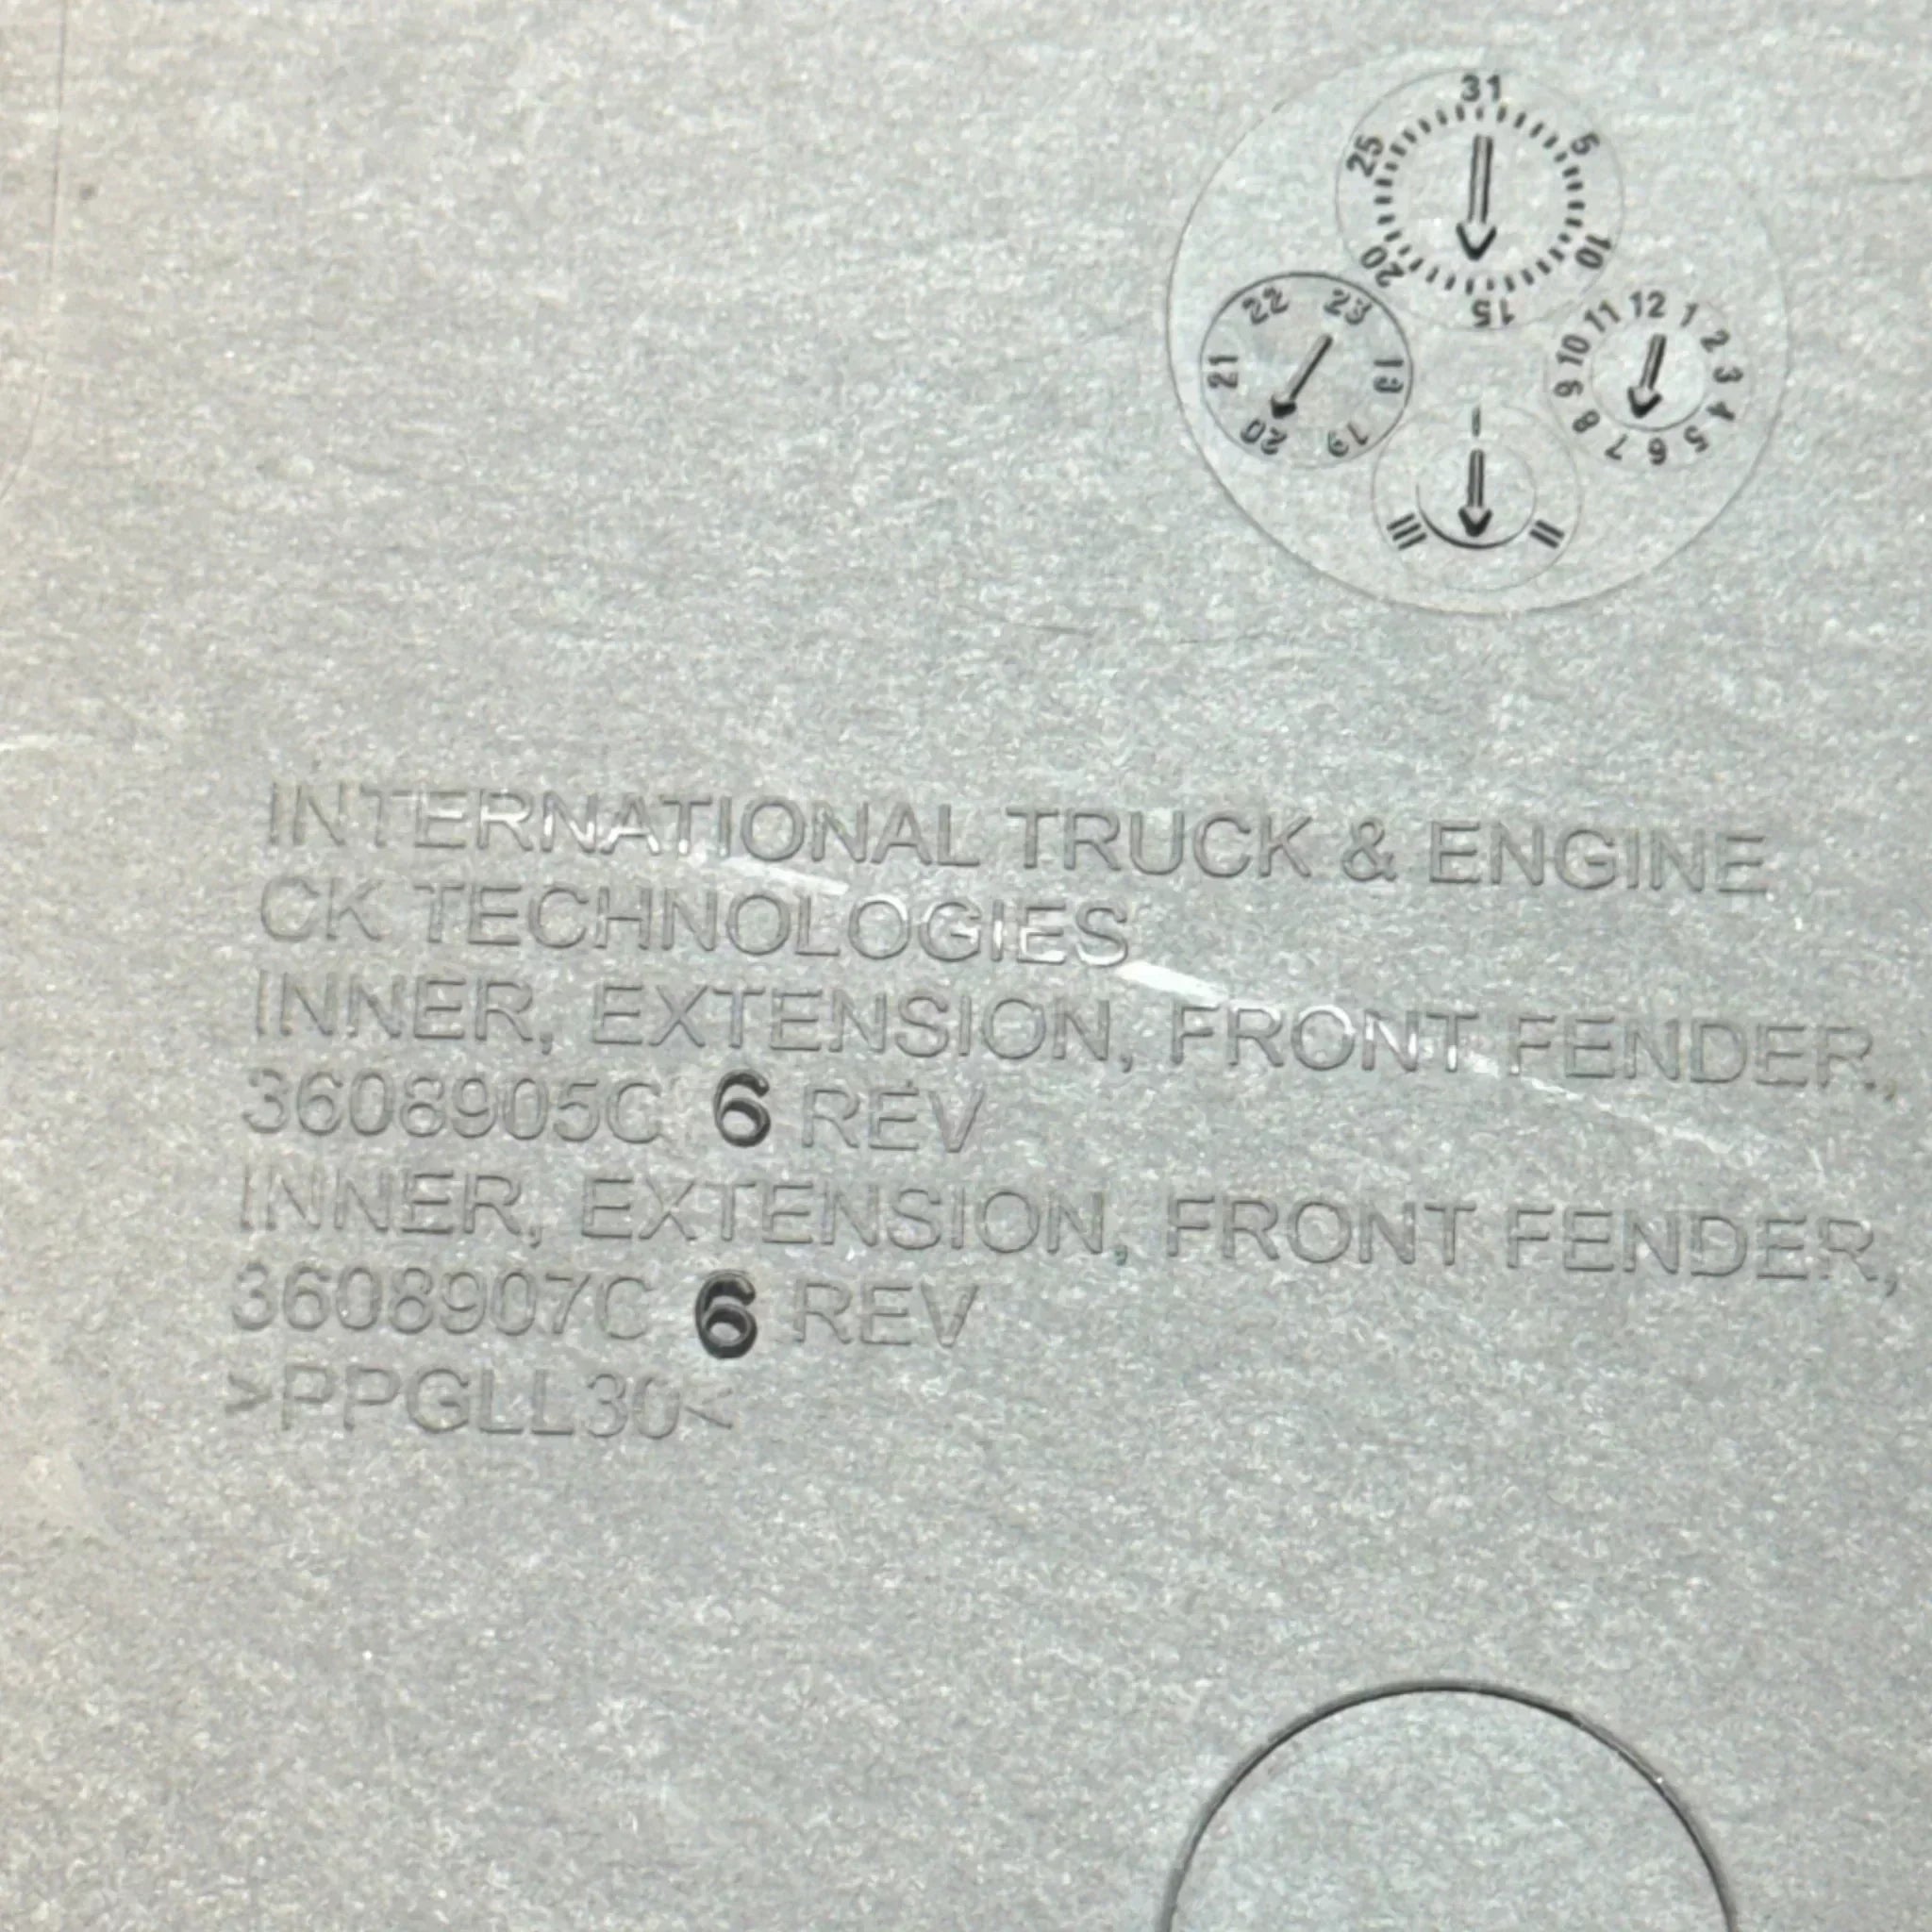 31
5
10
15
20
25
22
23
18
19
20
21
12
1
2
3
4
5
6
7
8
9
10
11
I
II
III
INTERNATIONAL TRUCK & ENGINE
CK TECHNOLOGIES
INNER, EXTENSION, FRONT FENDER,
3608905C 6 REV
INNER, EXTENSION, FRONT FENDER,
3608907C 6 REV
>PPGLL30<